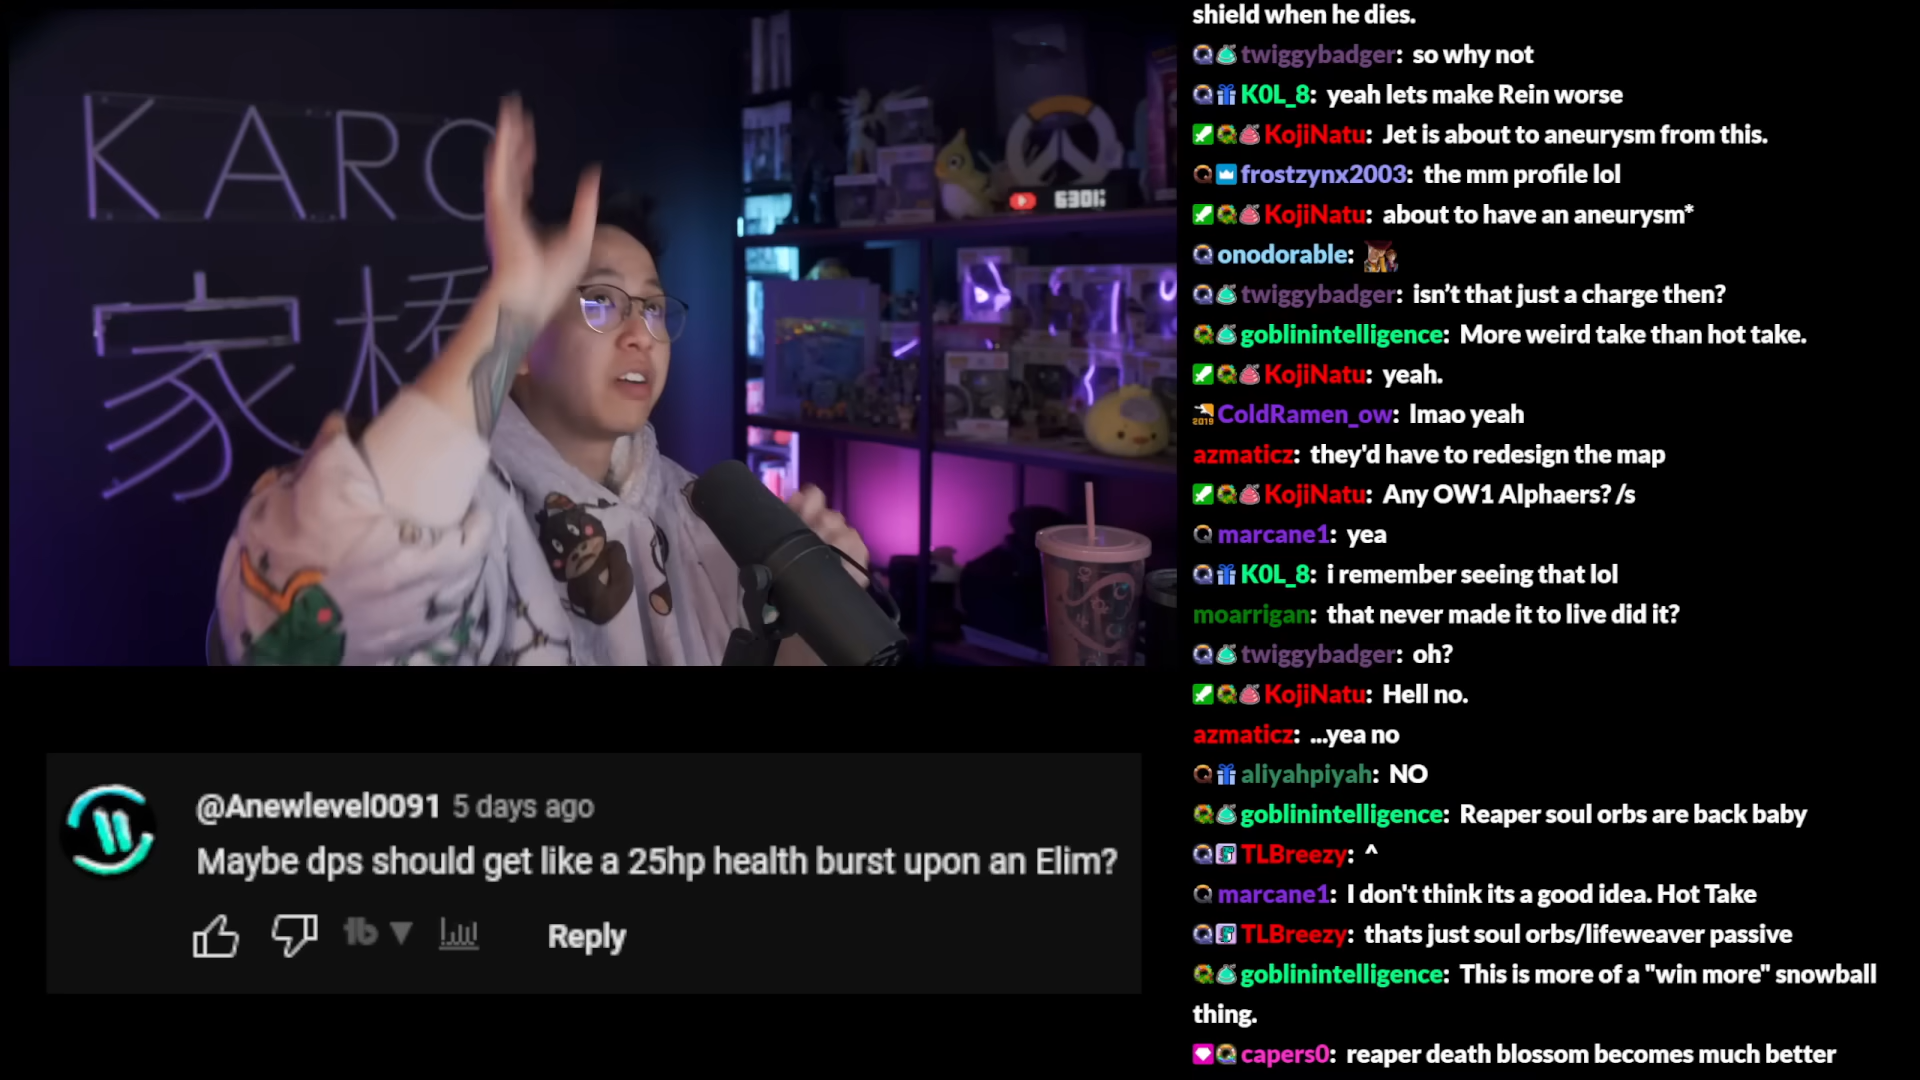 KARQ
家橋
6301
shield when he dies.
twiggybadger: so why not
K0L_8: yeah lets make Rein worse
KojiNatu: Jet is about to aneurysm from this.
frostzynx2003: the mm profile lol
KojiNatu: about to have an aneurysm*
onodorable:
twiggybadger: isn’t that just a charge then?
goblinintelligence: More weird take than hot take.
KojiNatu: yeah.
2019 ColdRamen_ow: lmao yeah
azmaticz: they'd have to redesign the map
KojiNatu: Any OW1 Alphaers? /s
marcane1: yea
K0L_8: i remember seeing that lol
moarrigan: that never made it to live did it?
twiggybadger: oh?
KojiNatu: Hell no.
azmaticz: ...yea no
aliyahpiyah: NO
goblinintelligence: Reaper soul orbs are back baby
TLBreezy: ^
marcane1: I don't think its a good idea. Hot Take
TLBreezy: thats just soul orbs/lifeweaver passive
goblinintelligence: This is more of a "win more" snowball
thing.
capers0: reaper death blossom becomes much better
@Anewlevel0091 5 days ago
Maybe dps should get like a 25hp health burst upon an Elim?
Reply